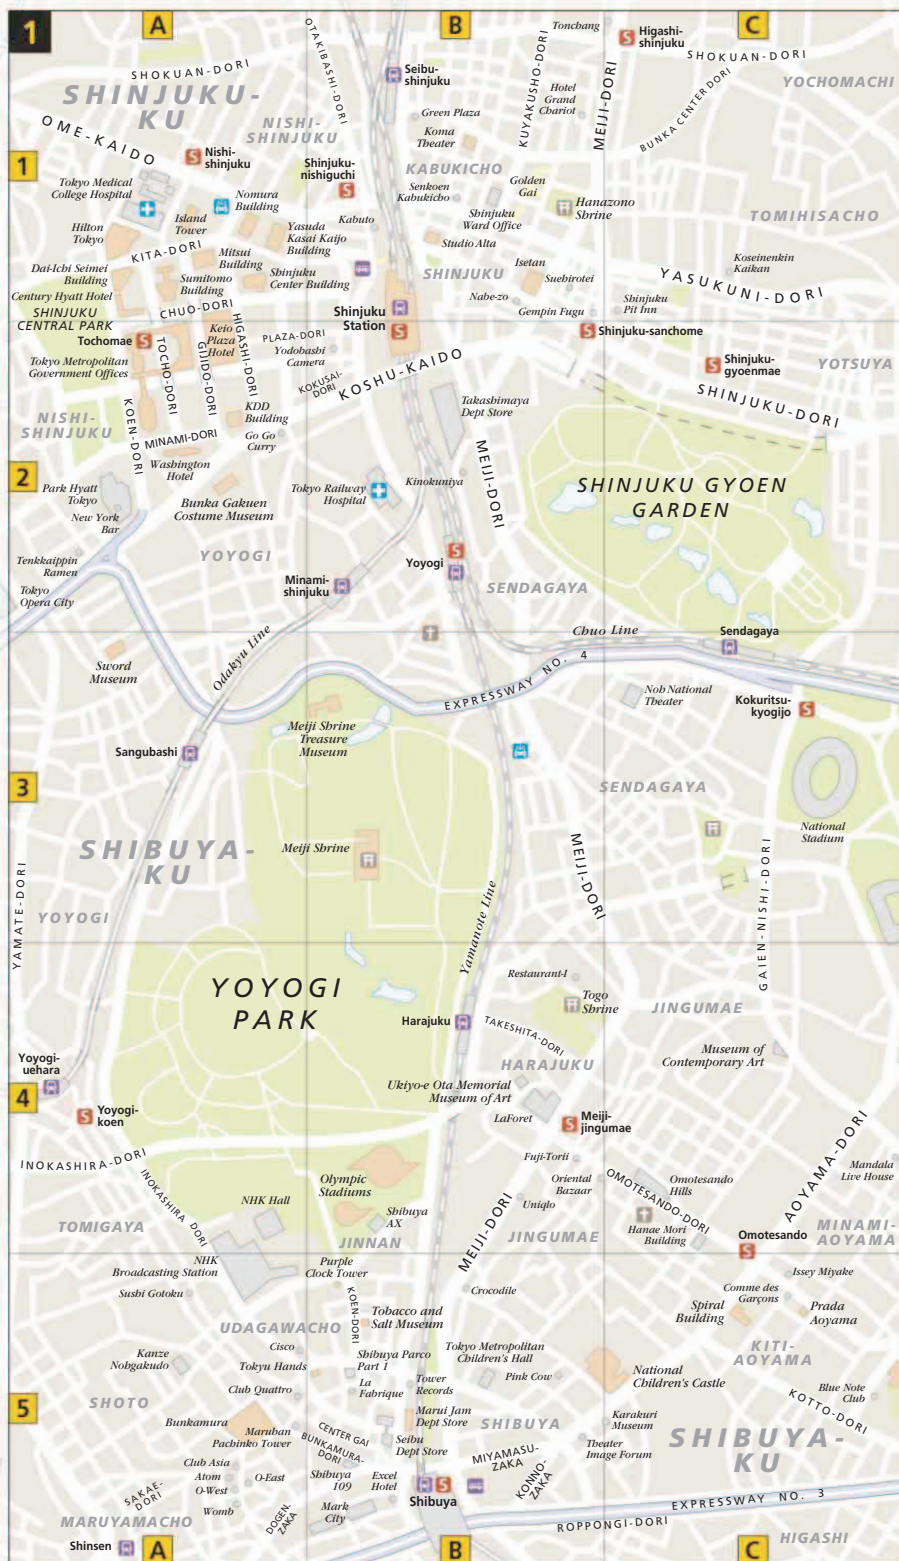 1
A
B
C
Tonchang
Higashi-
shinjuku
SHOKUAN-DORI
OTAKIBASHI-DORI
SHOKUAN-DORI
Seibu-
shinjuku
KUYAKUSHO-DORI
MEIJI-DORI
BUNKA CENTER DORI
YOCHOMACHI
SHINJUKU-
KU
Hotel
Grand
Chariot
Green Plaza
NISHI-
SHINJUKU
OME-KAIDO
Koma
Theater
1
Nishi-
shinjuku
Shinjuku-
nishiguchi
KABUKICHO
Tokyo Medical
College Hospital
Nomura
Building
Senkoen
Kabukicho
Golden
Gai
Hanazono
Shrine
TOMIHISACHO
Island
Tower
Kabuto
Shinjuku
Ward Office
Hilton
Tokyo
Yasuda
Kasai Kaijo
Building
Studio Alta
KITA-DORI
Mitsui
Building
Isetan
Koseinenkin
Kaikan
Dai-Ichi Seimei
Building
Sumitomo
Building
Shinjuku
Center Building
SHINJUKU
Suehirotei
YASUKUNI-DORI
Century Hyatt Hotel
Nabe-zo
Shinjuku
Pit Inn
SHINJUKU
CENTRAL PARK
CHUO-DORI
Shinjuku
Station
Gempin Fugu
Tochomae
Keio
Plaza
Hotel
HIGASHI-DORI
PLAZA-DORI
Shinjuku-sanchome
Tokyo Metropolitan
Government Offices
TOCHO-DORI
GIJIDO-DORI
Yodobashi
Camera
KOSHU-KAIDO
Shinjuku-
gyoenmae
YOTSUYA
KOKUSAI-
DORI
SHINJUKU-DORI
NISHI-
SHINJUKU
KOEN-DORI
KDD
Building
Takashimaya
Dept Store
MINAMI-DORI
Go Go
Curry
MEIJI-DORI
2
Washington
Hotel
Park Hyatt
Tokyo
Bunka Gakuen
Costume Museum
Tokyo Railway
Hospital
Kinokuniya
SHINJUKU GYOEN
GARDEN
New York
Bar
YOYOGI
Tenkkaippin
Ramen
Yoyogi
Minami-
shinjuku
SENDAGAYA
Tokyo
Opera City
Odakyu Line
Chuo Line
Sendagaya
Sword
Museum
EXPRESSWAY NO. 4
Noh National
Theater
Kokuritsu-
kyogijo
Meiji Shrine
Treasure
Museum
Sangubashi
3
SENDAGAYA
National
Stadium
SHIBUYA-
KU
Meiji Shrine
MEIJI-DORI
GAIEN-NISHI-DORI
YAMATE-DORI
YOYOGI
Yamanote Line
Restaurant-I
YOYOGI
PARK
Togo
Shrine
JINGUMAE
Harajuku
TAKESHITA-DORI
Museum of
Contemporary Art
Yoyogi-
uehara
HARAJUKU
4
Ukiyo-e Ota Memorial
Museum of Art
Yoyogi-
koen
LaForet
Meiji-
jingumae
AOYAMA-DORI
INOKASHIRA-DORI
Fuji-Torii
Mandala
Live House
INOKASHIRA DORI
Olympic
Stadiums
Oriental
Bazaar
OMOTESANDO-DORI
Omotesando
Hills
NHK Hall
MEIJI-DORI
Uniqlo
TOMIGAYA
Shibuya
AX
Hanae Mori
Building
MINAMI-
AOYAMA
JINNAN
JINGUMAE
Omotesando
NHK
Broadcasting Station
Purple
Clock Tower
Issey Miyake
Sushi Gotoku
KOEN-DORI
Crocodile
Comme des
Garçons
Tobacco and
Salt Museum
Spiral
Building
Prada
Aoyama
UDAGAWACHO
Kanze
Nohgakudo
Cisco
Shibuya Parco
Part 1
Tokyo Metropolitan
Children's Hall
KITI-
AOYAMA
Tokyu Hands
National
Children's Castle
La
Fabrique
Tower
Records
Pink Cow
Blue Note
Club
SHOTO
Club Quattro
KOTTO-DORI
5
Bunkamura
Marui Jam
Dept Store
SHIBUYA
Karakuri
Museum
SHIBUYA-
KU
Maruhan
Pachinko Tower
CENTER GAI
BUNKAMURA-
DORI
Seibu
Dept Store
Theater
Image Forum
Club Asia
MIYAMASU-
ZAKA
Atom
O-East
Shibuya
109
Excel
Hotel
KONNO-
ZAKA
SAKAE-
DORI
O-West
Shibuya
EXPRESSWAY NO. 3
Womb
DOGEN-
ZAKA
Mark
City
MARUYAMACHO
ROPPONGI-DORI
Shinsen
HIGASHI
A
B
C